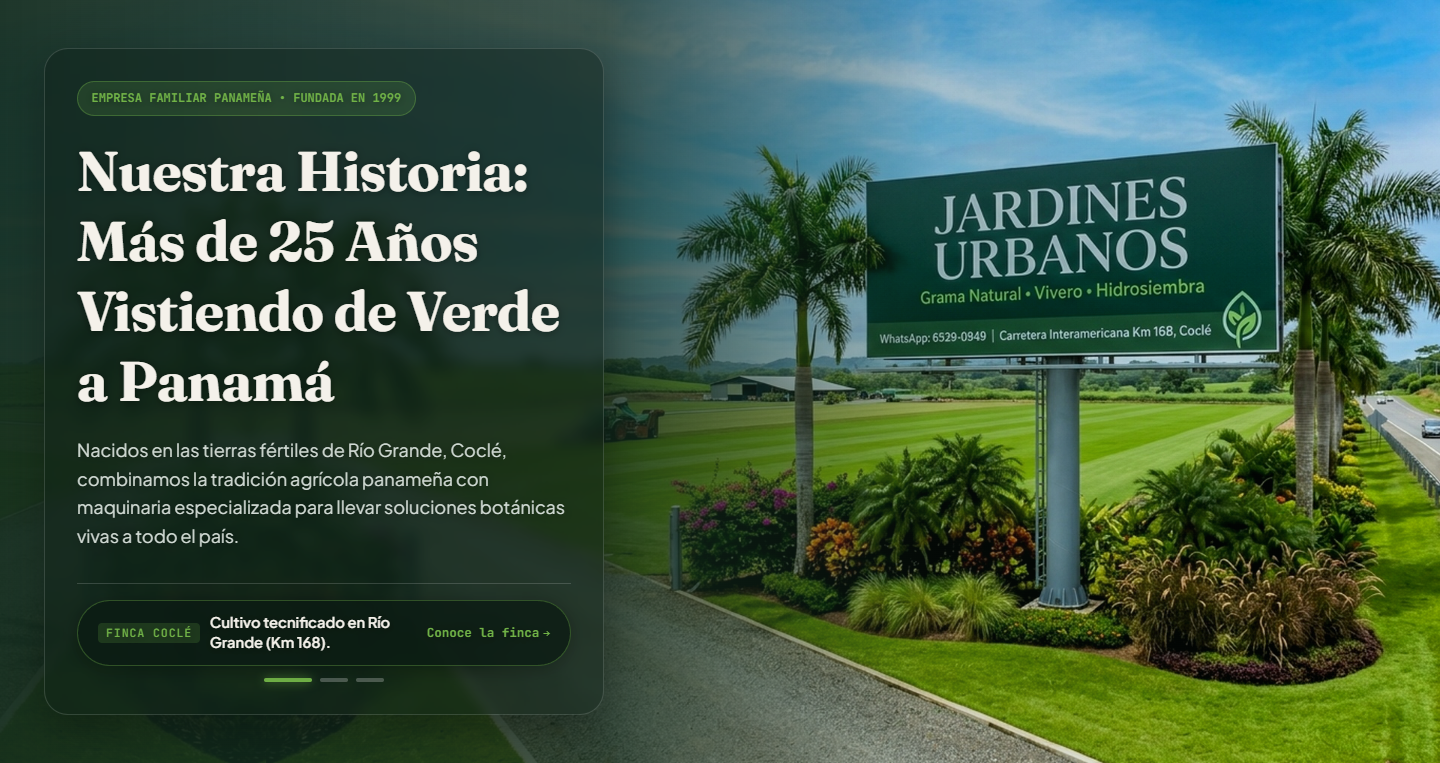 EMPRESA FAMILIAR PANAMEÑA • FUNDADA EN 1999
Nuestra Historia:
Más de 25 Años
Vistiendo de Verde
a Panamá
Nacidos en las tierras fértiles de Río Grande, Coclé,
combinamos la tradición agrícola panameña con
maquinaria especializada para llevar soluciones botánicas
vivas a todo el país.
FINCA COCLÉ
Cultivo tecnificado en Río
Grande (Km 168).
Conoce la finca →
JARDINES
URBANOS
Grama Natural • Vivero • Hidrosiembra
WhatsApp: 6529-0949 | Carretera Interamericana Km 168, Coclé